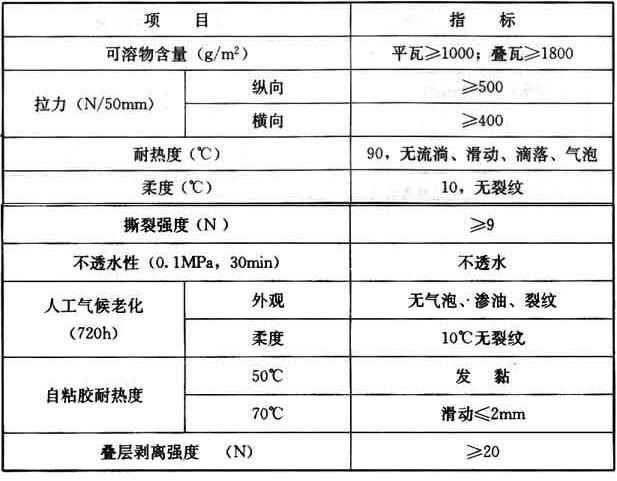 项 目 指 标
可溶物含量（g/m²） 平瓦≥1000；叠瓦≥1800
拉力（N/50mm） 纵向 ≥500
横向 ≥400
耐热度（℃） 90，无流淌、滑动、滴落、气泡
柔度（℃） 10，无裂纹
撕裂强度（N） ≥9
不透水性（0.1MPa，30min） 不透水
人工气候老化（720h） 外观 无气泡、渗油、裂纹
柔度 10℃无裂纹
自粘胶耐热度 50℃ 发 黏
70℃ 滑动≤2mm
叠层剥离强度 （N） ≥20